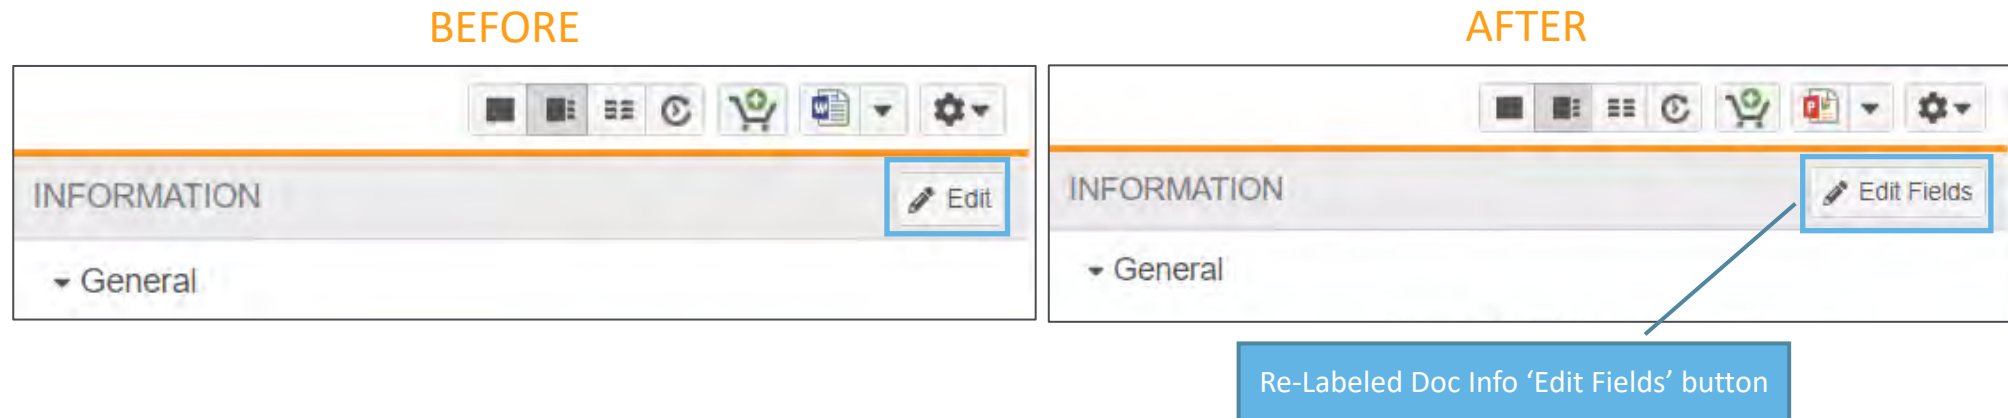 BEFORE
INFORMATION
Edit
General
AFTER
INFORMATION
Edit Fields
General
Re-Labeled Doc Info ‘Edit Fields’ button